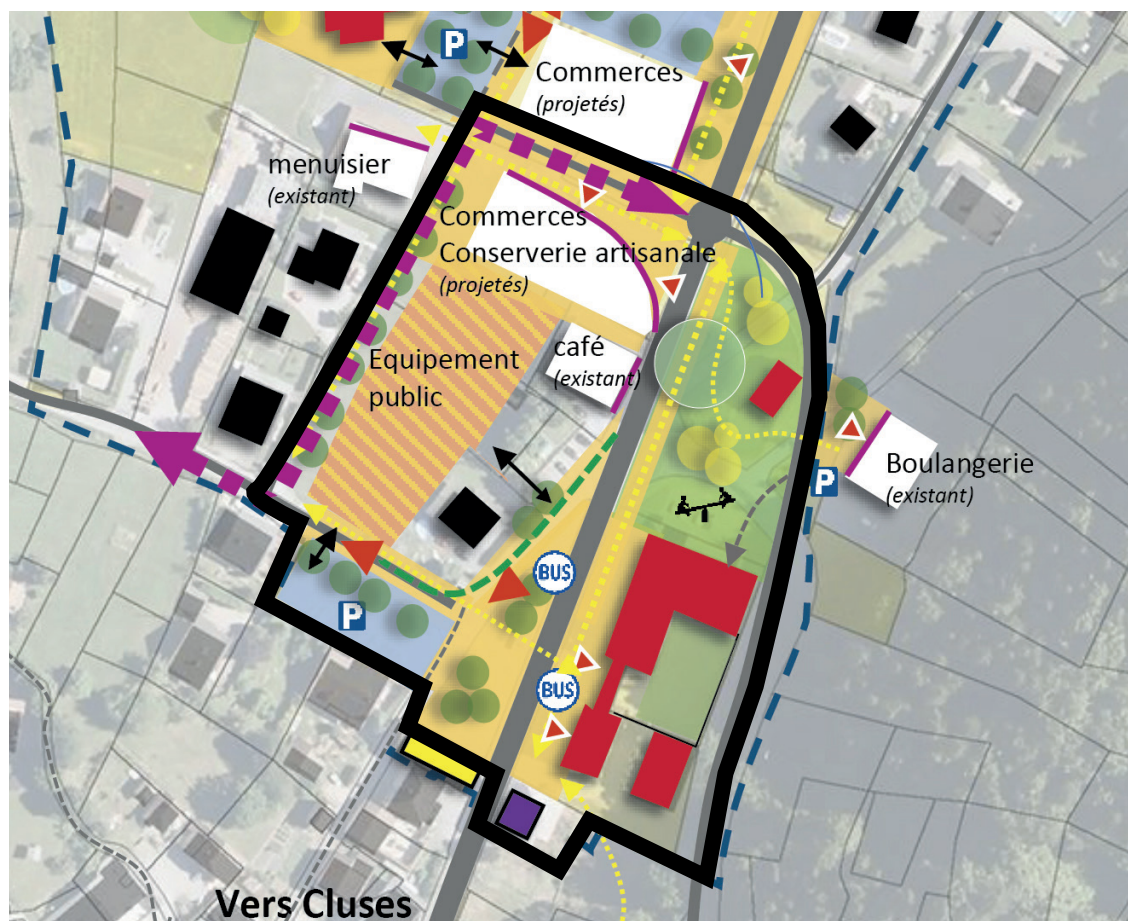 P
Commerces
(projetés)
menuisier
(existant)
Commerces
Conserverie artisanale
(projetés)
café
(existant)
Equipement
public
Boulangerie
(existant)
P
BUS
P
BUS
Vers Cluses